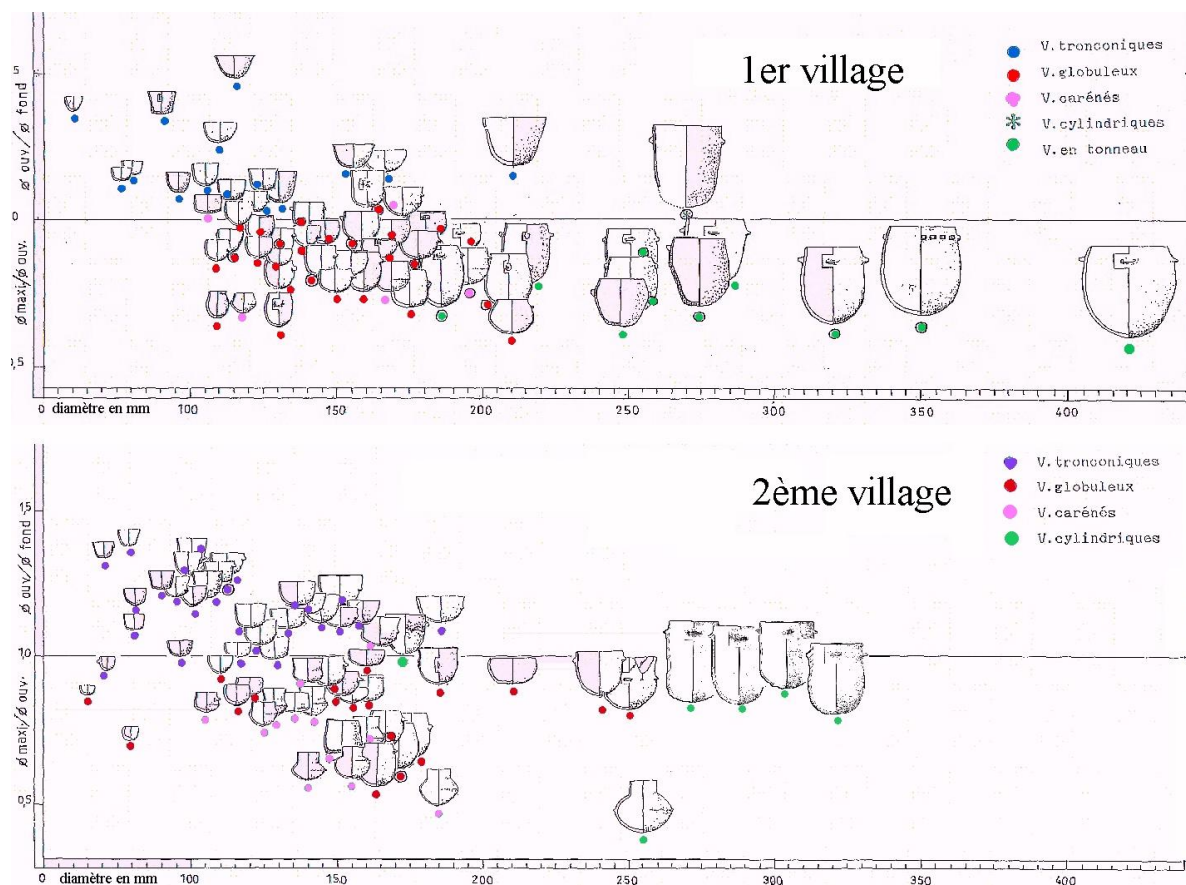 1er village
V. tronconiques
V. globuleux
V. carénés
V. cylindriques
V. en tonneau
ø maxi/ø ouv. ø ouv/ø fond
,5
0
,5
0 diamètre en mm 100 150 200 250 300 350 400
2ème village
V. tronconiques
V. globuleux
V. carénés
V. cylindriques
ø maxi/ø ouv. ø ouv/ø fond
1,5
10
0,5
0 diamètre en mm 100 150 200 250 300 350 400